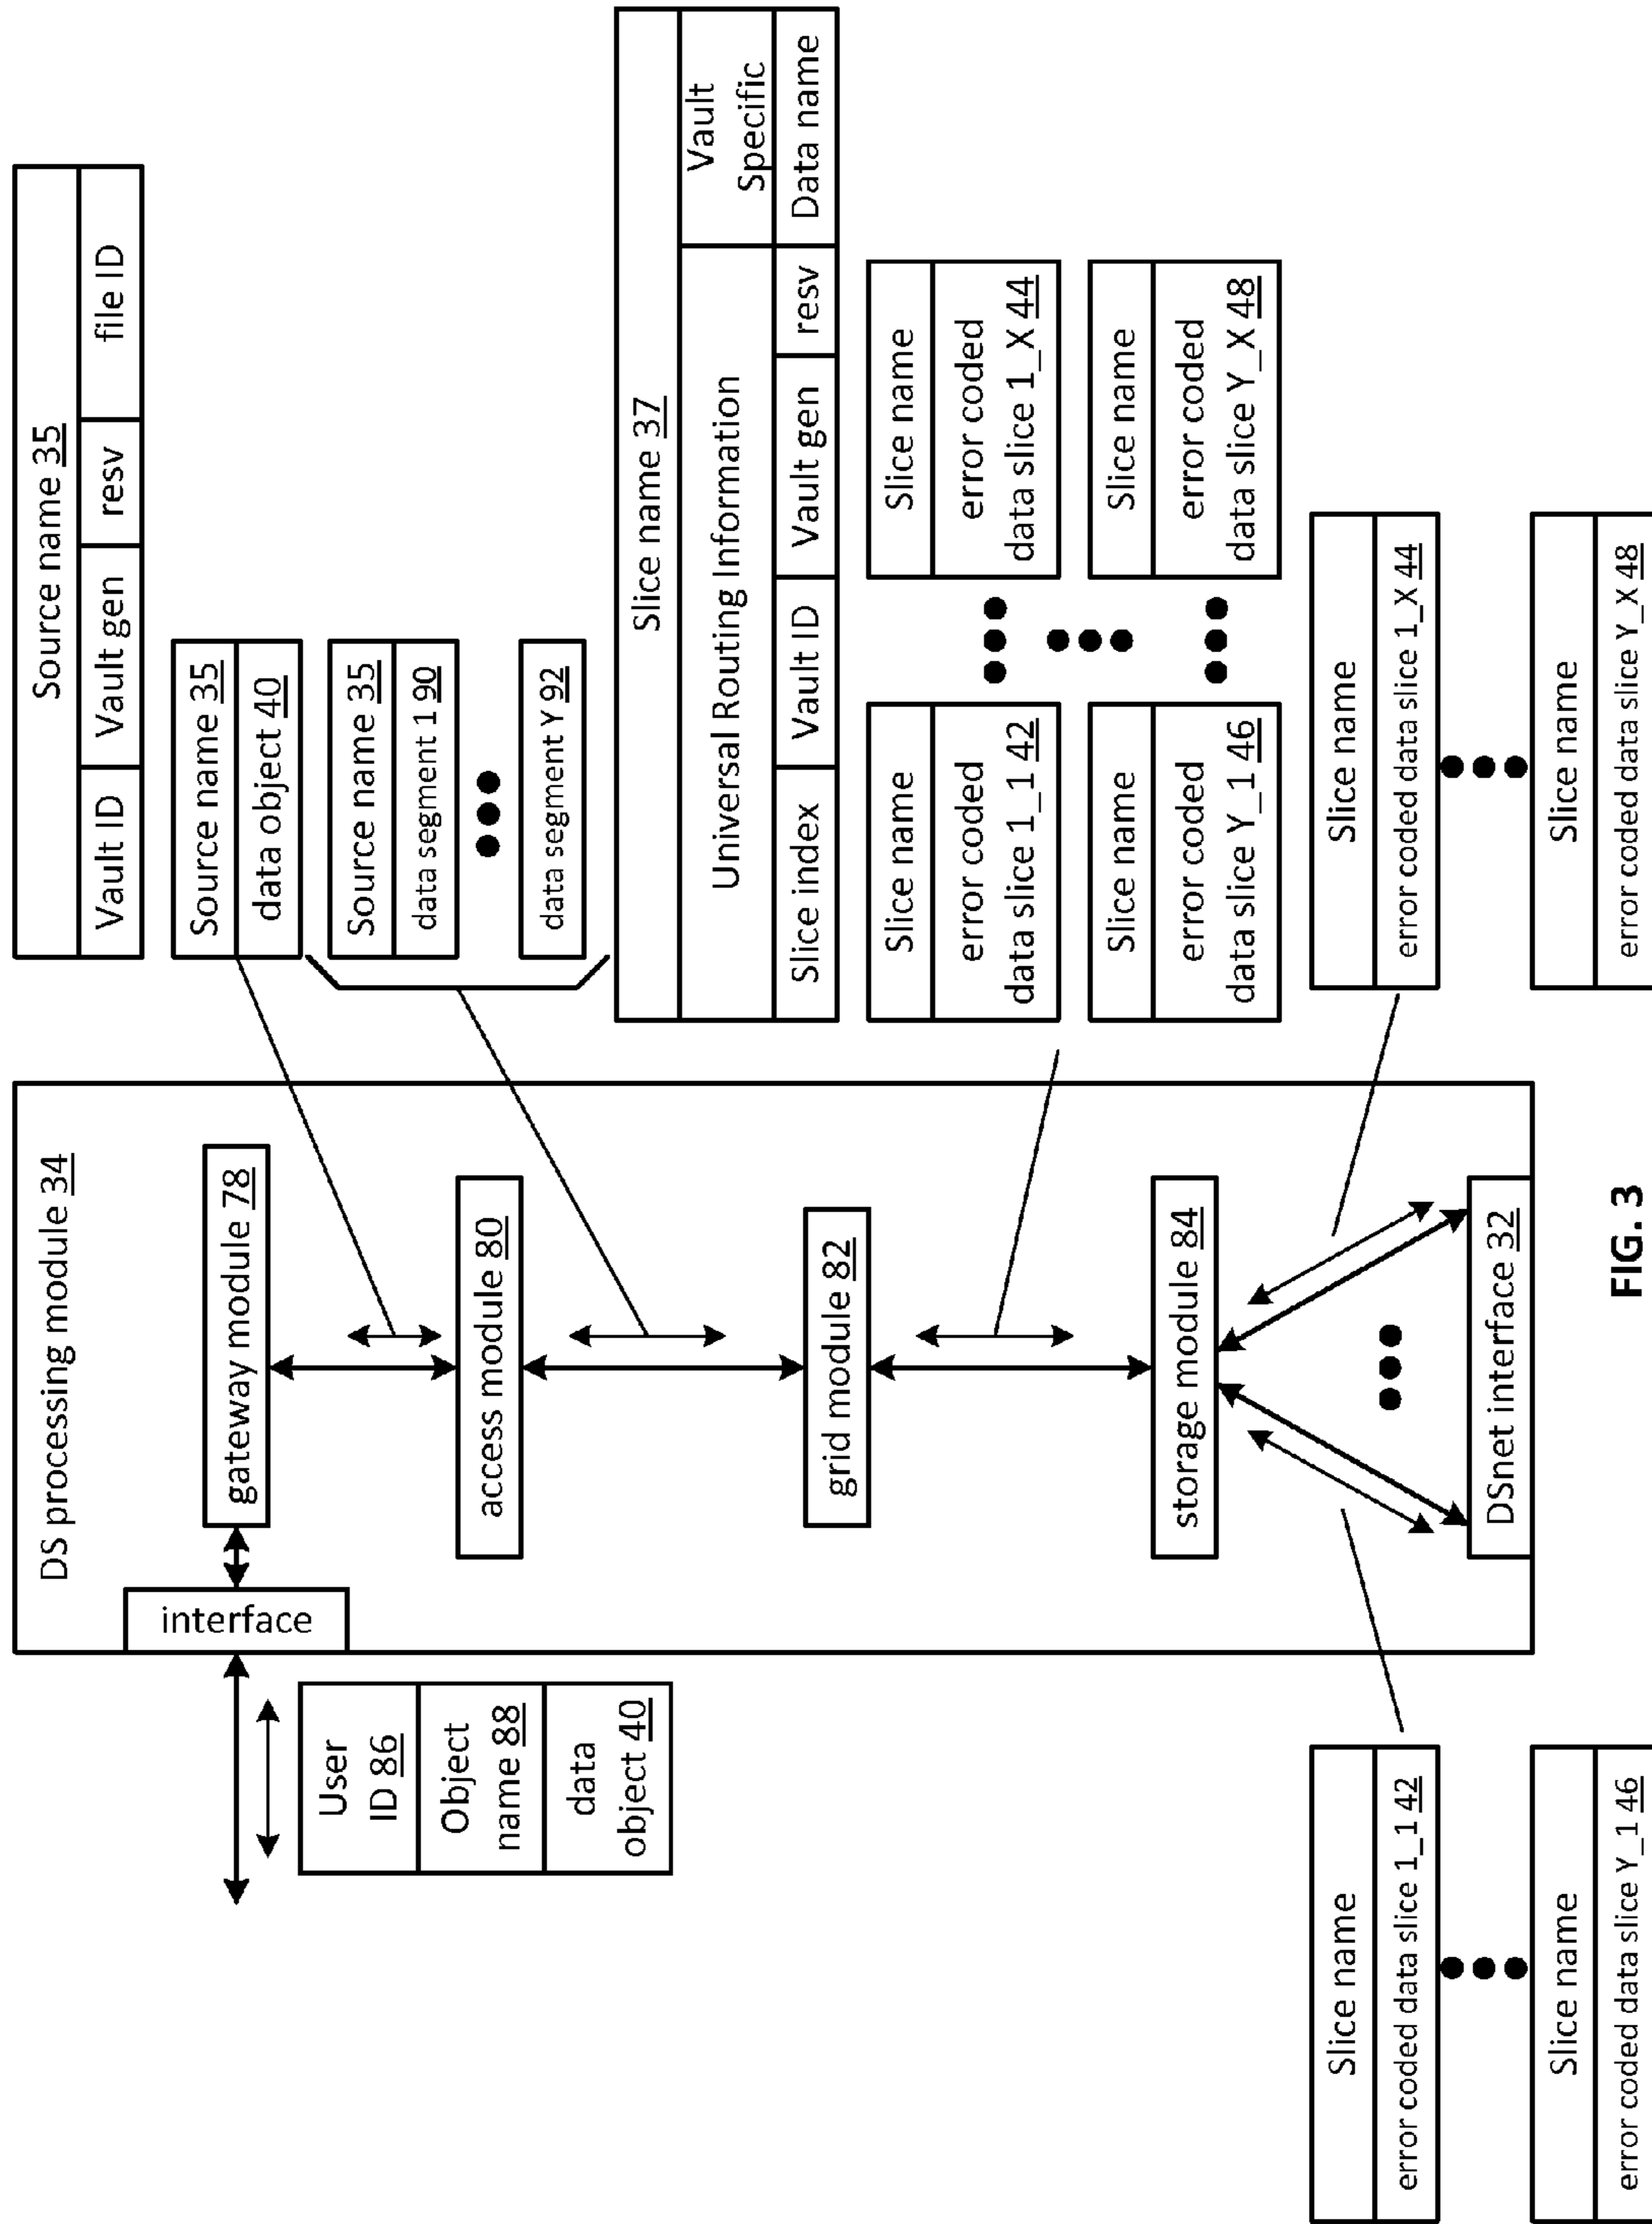 DS processing module 34
interface
gateway module 78
access module 80
grid module 82
storage module 84
DSnet interface 32
User
ID 86
Object
name 88
data
object 40
Source name 35
Vault ID
Vault gen
resv
file ID
Source name 35
data object 40
Source name 35
data segment 1 90
data segment Y 92
Slice name 37
Universal Routing Information
Vault
Specific
Slice index
Vault ID
Vault gen
resv
Data name
Slice name
error coded
data slice 1_1 42
Slice name
error coded
data slice 1_X 44
Slice name
error coded
data slice Y_1 46
Slice name
error coded
data slice Y_X 48
Slice name
error coded data slice 1_1 42
Slice name
error coded data slice Y_1 46
Slice name
error coded data slice 1_X 44
Slice name
error coded data slice Y_X 48
FIG. 3